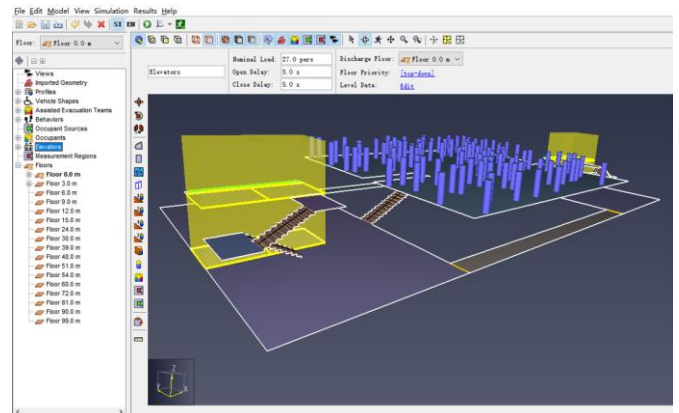 File Edit Model View Simulation Results Help
SI EN
Floor: Floor 0.0 m
Nominal Load: 27.0 pers Discharge Floor: Floor 0.0 m
Elevators Open Delay: 5.0 s Floor Priority: [top-down]
Close Delay: 5.0 s Level Data: Edit
Views
Imported Geometry
Profiles
Vehicle Shapes
Assisted Evacuation Teams
Behaviors
Occupant Sources
Occupants
Elevators
Measurement Regions
Floors
Floor 0.0 m
Floor 3.0 m
Floor 6.0 m
Floor 9.0 m
Floor 12.0 m
Floor 15.0 m
Floor 24.0 m
Floor 30.0 m
Floor 39.0 m
Floor 48.0 m
Floor 51.0 m
Floor 54.0 m
Floor 60.0 m
Floor 72.0 m
Floor 81.0 m
Floor 90.0 m
Floor 99.0 m
Z
Y X